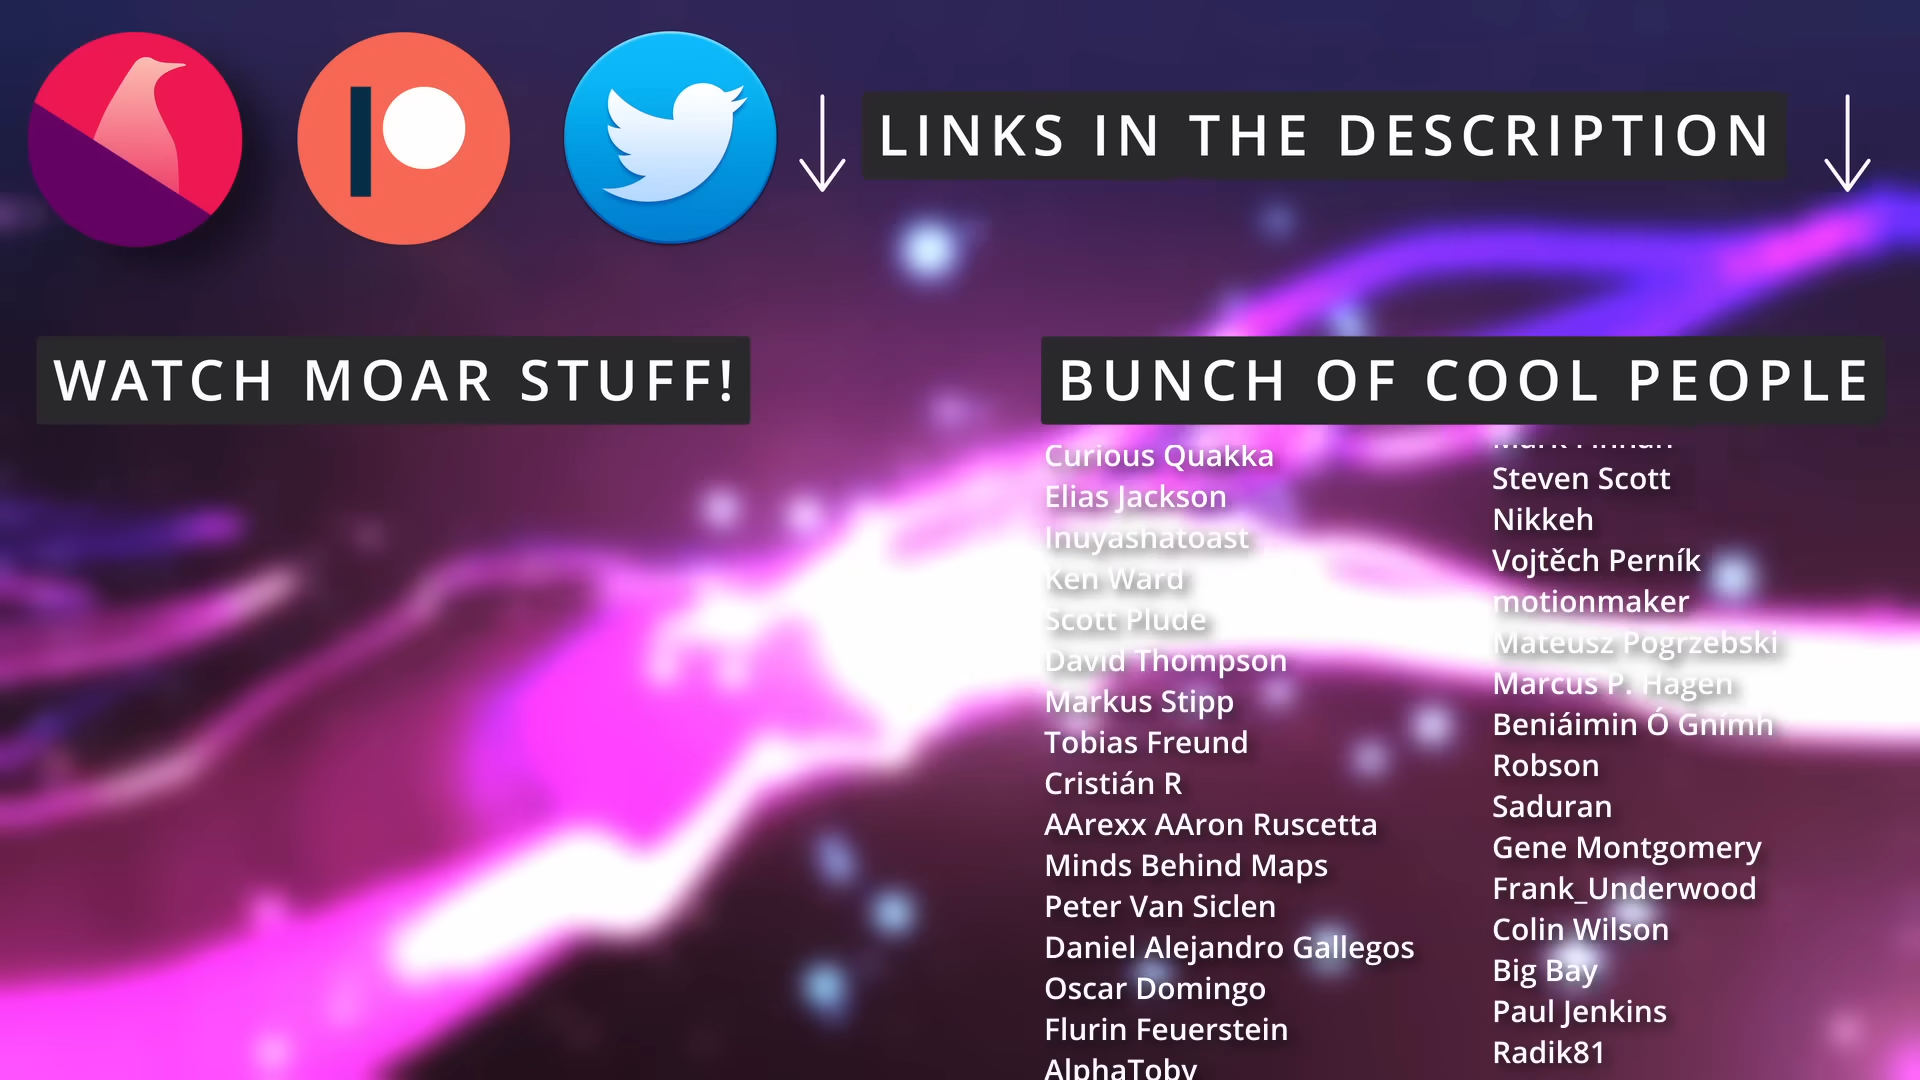 LINKS IN THE DESCRIPTION
WATCH MOAR STUFF!
BUNCH OF COOL PEOPLE
Curious Quakka
Elias Jackson
Inuyashatoast
Ken Ward
Scott Plude
David Thompson
Markus Stipp
Tobias Freund
Cristián R
AArexx AAron Ruscetta
Minds Behind Maps
Peter Van Siclen
Daniel Alejandro Gallegos
Oscar Domingo
Flurin Feuerstein
AlphaToby
Steven Scott
Nikkeh
Vojtěch Perník
motionmaker
Mateusz Pogrzebski
Marcus P. Hagen
Beniáimin Ó Gnímh
Robson
Saduran
Gene Montgomery
Frank_Underwood
Colin Wilson
Big Bay
Paul Jenkins
Radik81